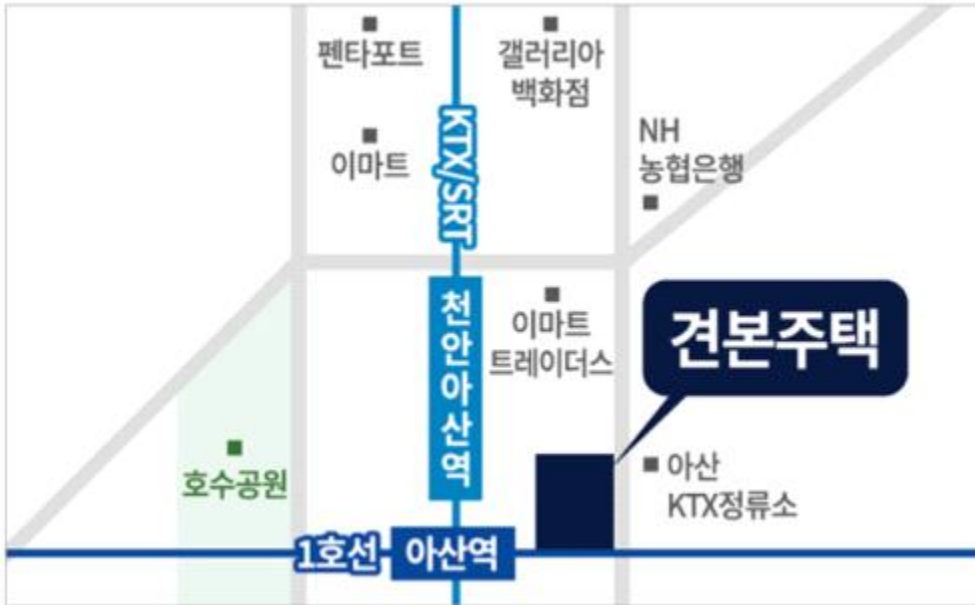 펜타포트
갤러리아
백화점
이마트
KTX/SRT
NH
농협은행
천안아산역
이마트
트레이더스
견본주택
호수공원
아산
KTX정류소
1호선
아산역